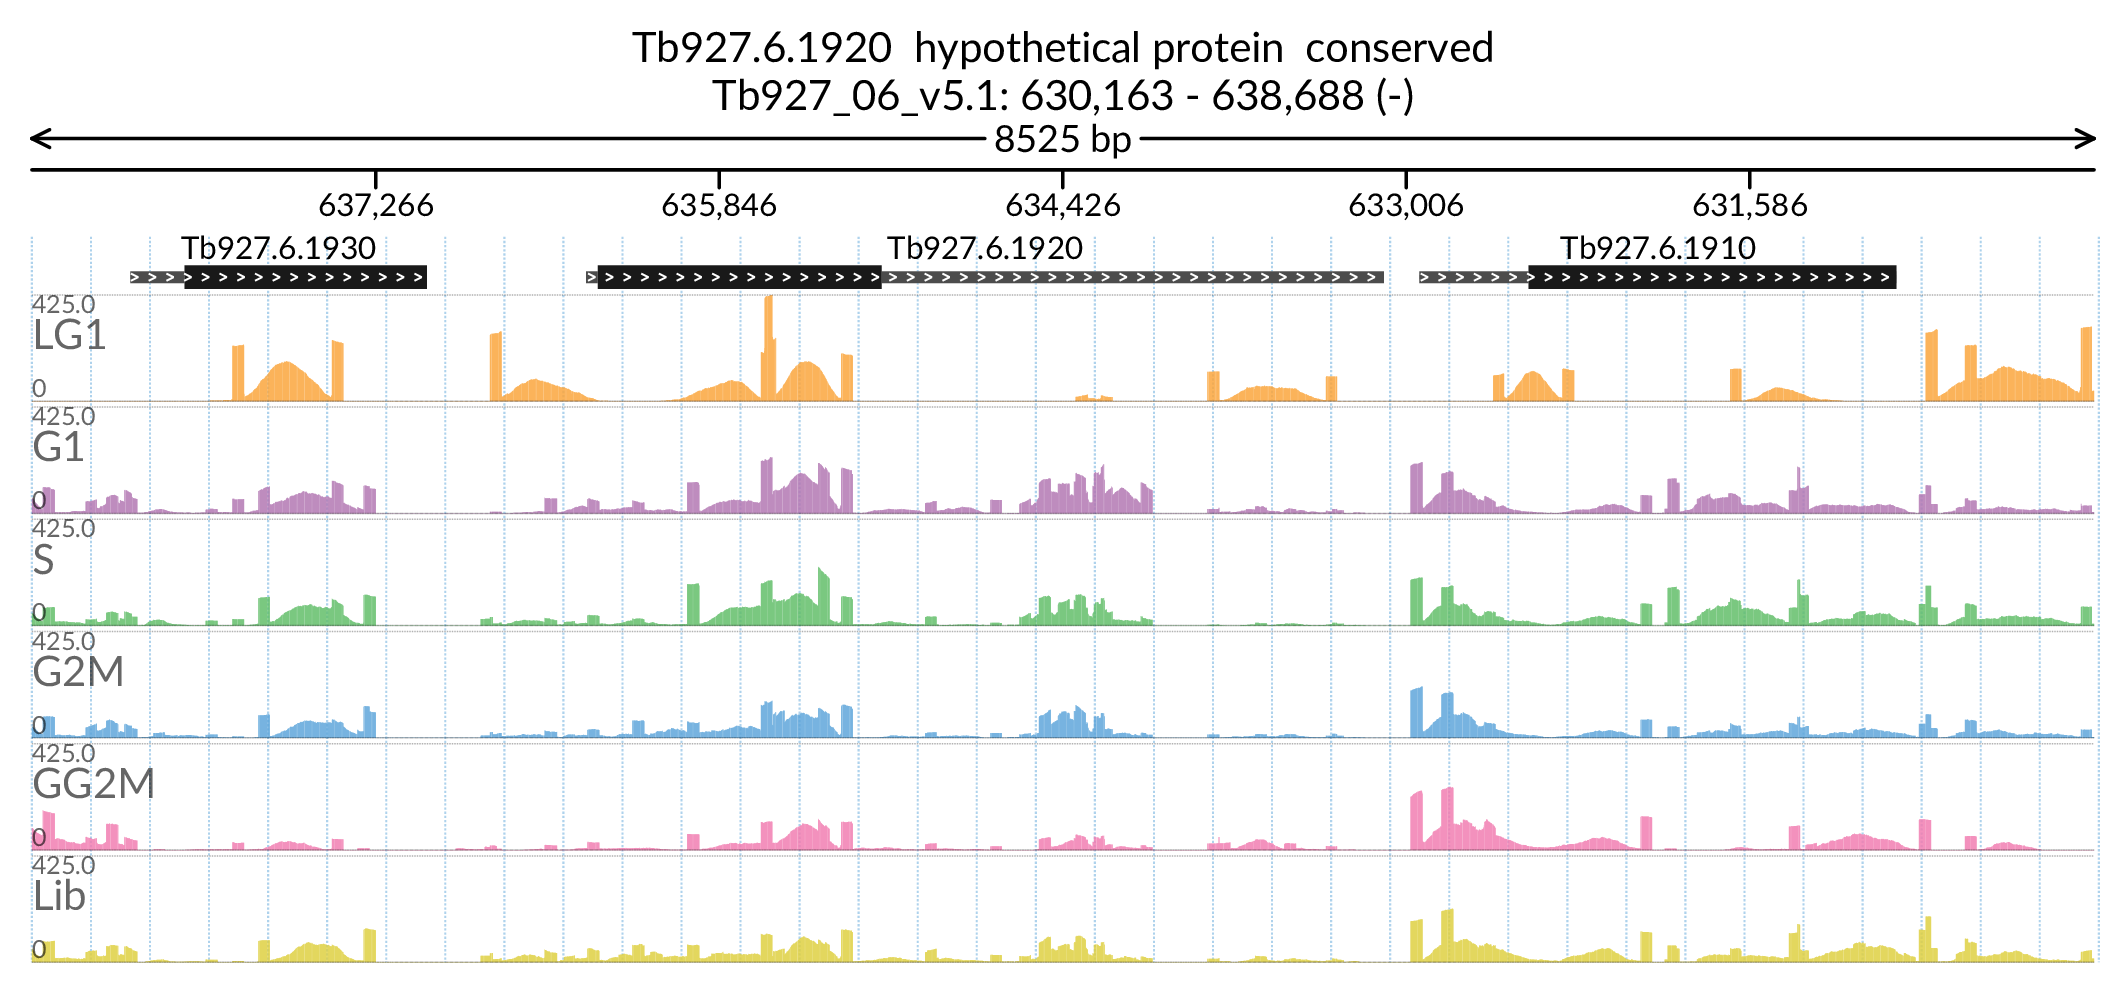 Tb927.6.1920  hypothetical protein  conserved
Tb927_06_v5.1: 630,163 - 638,688 (-)
8525 bp
637,266 635,846 634,426 633,006 631,586
Tb927.6.1930 Tb927.6.1920 Tb927.6.1910
425.0
LG1
0
425.0
G1
0
425.0
S
0
425.0
G2M
0
425.0
GG2M
0
425.0
Lib
0